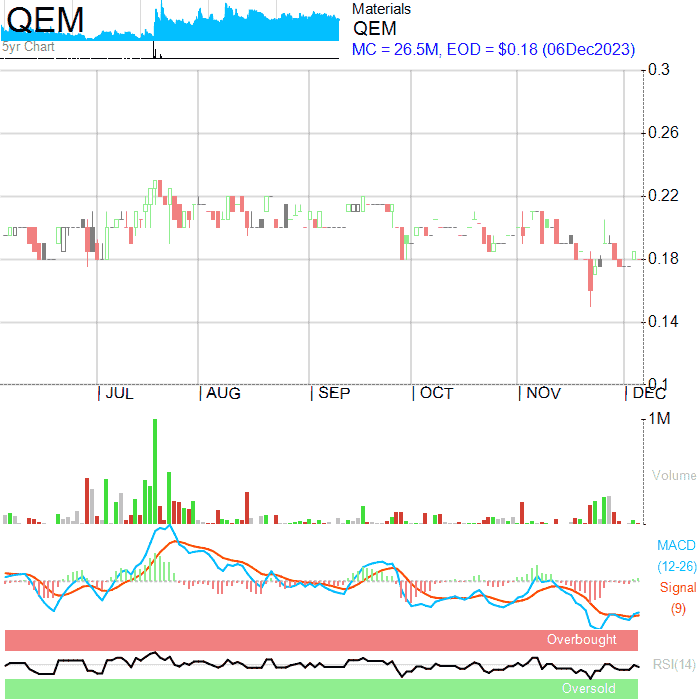 QEM
5yr Chart
Materials
QEM
MC = 26.5M, EOD = $0.18 (06Dec2023)
0.3
0.26
0.22
0.18
0.14
0.1
JUL AUG SEP OCT NOV DEC
1M
Volume
MACD
(12-26)
Signal
(9)
Overbought
RSI(14)
Oversold